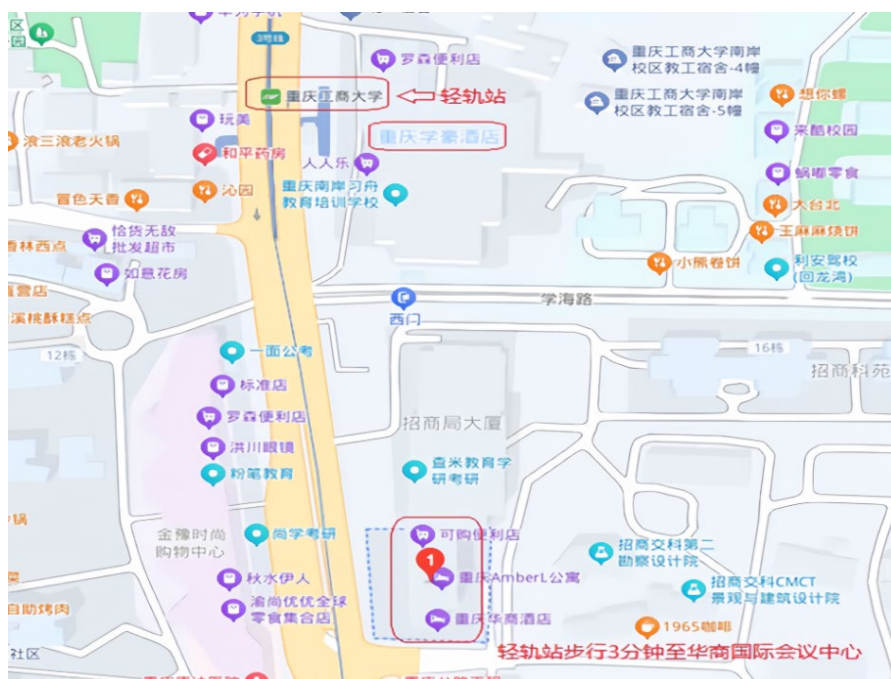 3号线
罗森便利店
重庆工商大学南岸
校区教工宿舍-4幢
重庆工商大学
轻轨站
重庆工商大学南岸
校区教工宿舍-5幢
想你螺
玩美
重庆学豪酒店
来酷校园
浪三浪老火锅
和平药房
人人乐
蜗嘟零食
冒色天香
沁园
重庆南岸习舟
教育培训学校
大台北
恰货无敌
批发超市
王麻麻烧饼
香林西点
小熊卷饼
利安驾校
(回龙湾)
如意花房
学海路
西门
溪桃酥糕点
12栋
一面公考
16栋
招商科苑
标准店
罗森便利店
招商局大厦
洪川眼镜
查米教育学
研考研
粉笔教育
金豫时尚
购物中心
尚学考研
可购便利店
招商交科第二
勘察设计院
1
秋水伊人
重庆AmberL公寓
招商交科CMCT
景观与建筑设计院
自助烤肉
渝尚优优全球
零食集合店
重庆华商酒店
1965咖啡
社区
轻轨站步行3分钟至华商国际会议中心